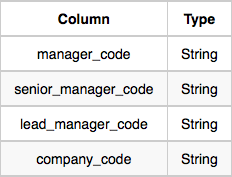 Column Type
manager_code String
senior_manager_code String
lead_manager_code String
company_code String